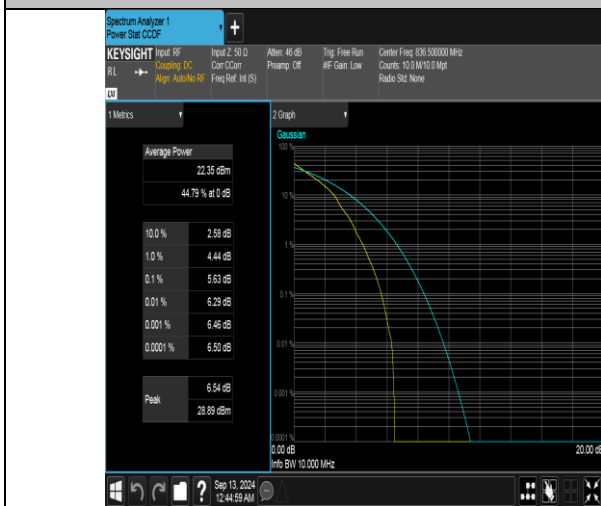 Spectrum Analyzer 1
Power Stat CCDF
+
KEYSIGHT
RL
Input: RF
Coupling: DC
Align: Auto/No RF
Input Z: 50 Ω
Corr CCorr
Freq Ref: Int (S)
Atten: 46 dB
Preamp: Off
Trig: Free Run
#IF Gain: Low
Center Freq: 836.500000 MHz
Counts: 10.0 M/10.0 Mpt
Radio Std: None
1 Metrics
Average Power
22.35 dBm
44.79 % at 0 dB
10.0 % 2.58 dB
1.0 % 4.44 dB
0.1 % 5.63 dB
0.01 % 6.29 dB
0.001 % 6.46 dB
0.0001 % 6.50 dB
Peak
6.54 dB
28.89 dBm
2 Graph
Gaussian
100 %
10 %
1 %
0.1 %
0.01 %
0.001 %
0.0001 %
0.00 dB
20.00 dB
Info BW 10.000 MHz
?
Sep 13, 2024
12:44:59 AM